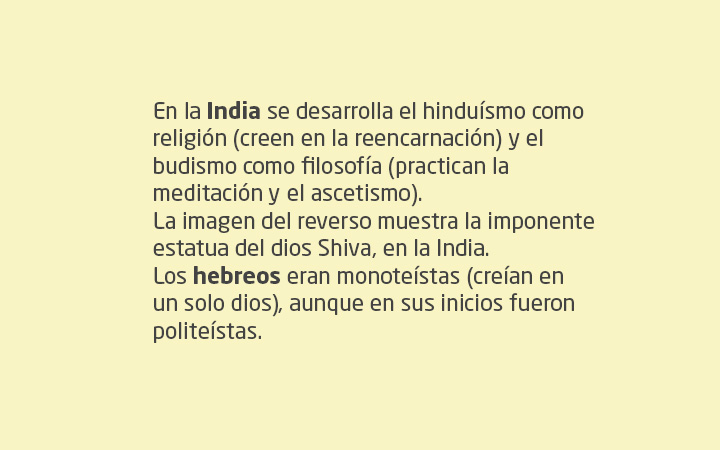 En la India se desarrolla el hinduísmo como
religión (creen en la reencarnación) y el
budismo como filosofía (practican la
meditación y el ascetismo).
La imagen del reverso muestra la imponente
estatua del dios Shiva, en la India.
Los hebreos eran monoteístas (creían en
un solo dios), aunque en sus inicios fueron
politeístas.